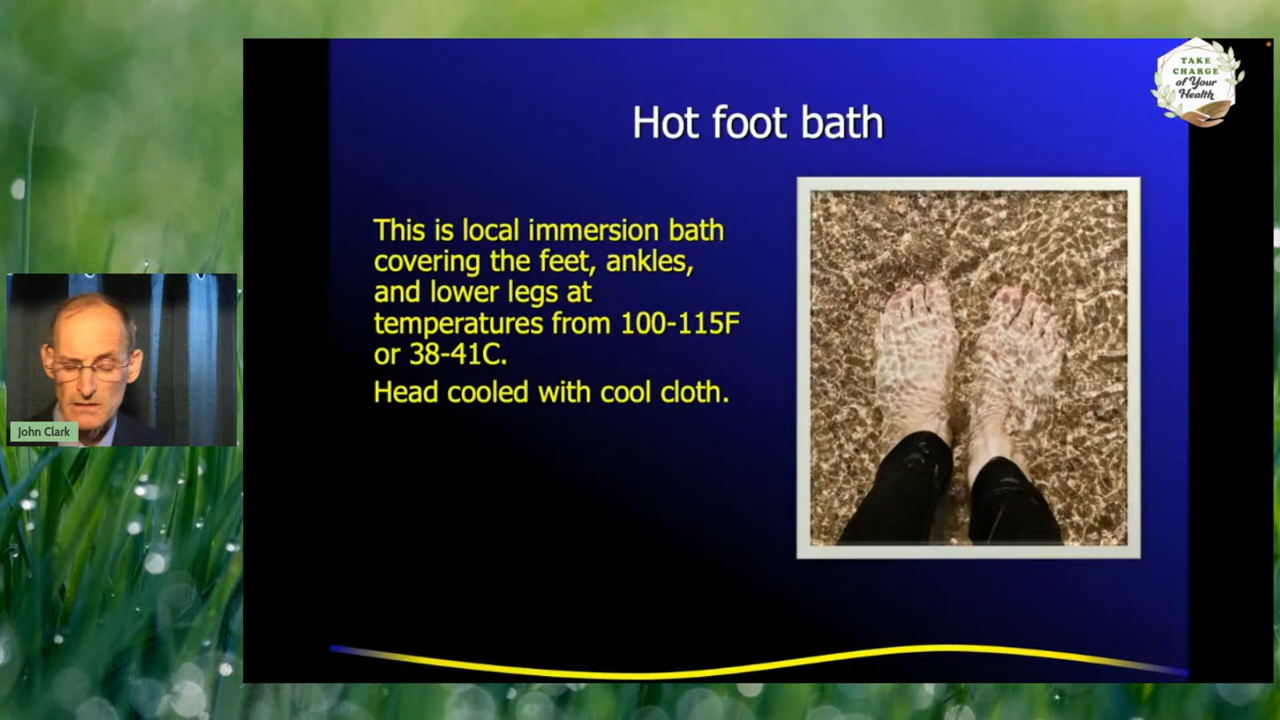 TAKE
CHARGE
of Your
Health
Hot foot bath
This is local immersion bath
covering the feet, ankles,
and lower legs at
temperatures from 100-115F
or 38-41C.
Head cooled with cool cloth.
John Clark